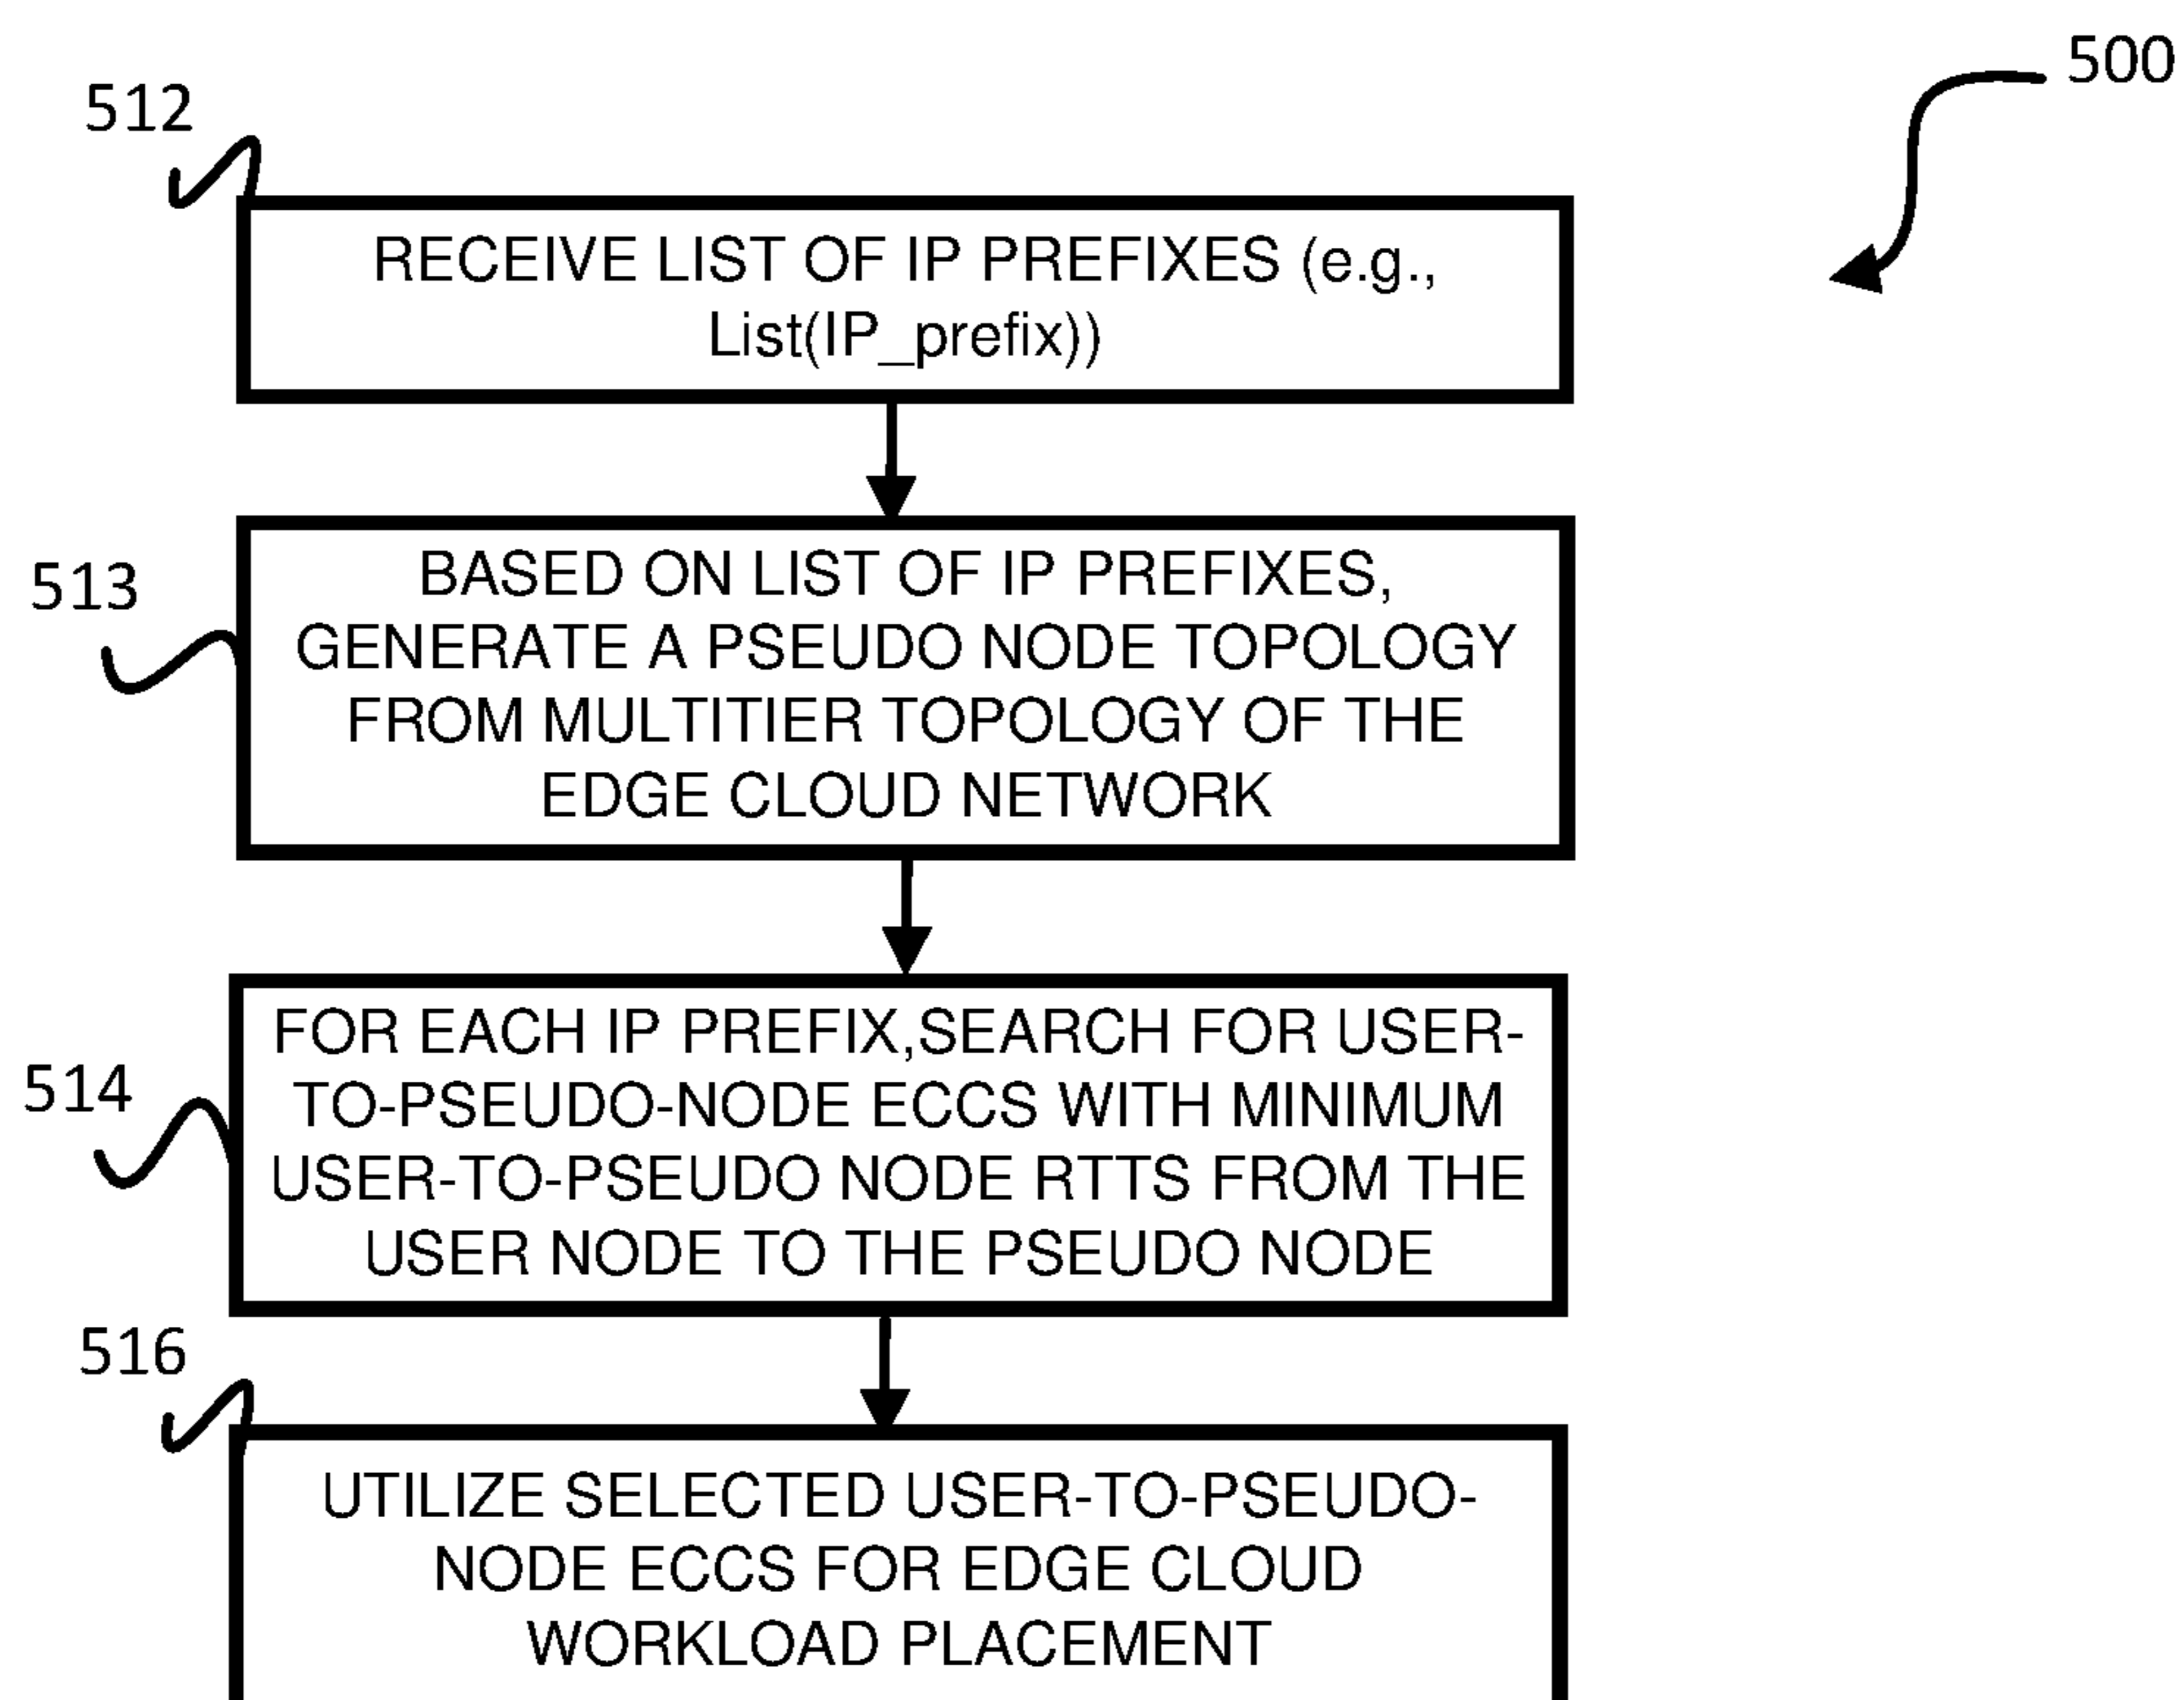 500
512
RECEIVE LIST OF IP PREFIXES (e.g.,
List(IP_prefix))
513
BASED ON LIST OF IP PREFIXES,
GENERATE A PSEUDO NODE TOPOLOGY
FROM MULTITIER TOPOLOGY OF THE
EDGE CLOUD NETWORK
514
FOR EACH IP PREFIX,SEARCH FOR USER-
TO-PSEUDO-NODE ECCS WITH MINIMUM
USER-TO-PSEUDO NODE RTTS FROM THE
USER NODE TO THE PSEUDO NODE
516
UTILIZE SELECTED USER-TO-PSEUDO-
NODE ECCS FOR EDGE CLOUD
WORKLOAD PLACEMENT